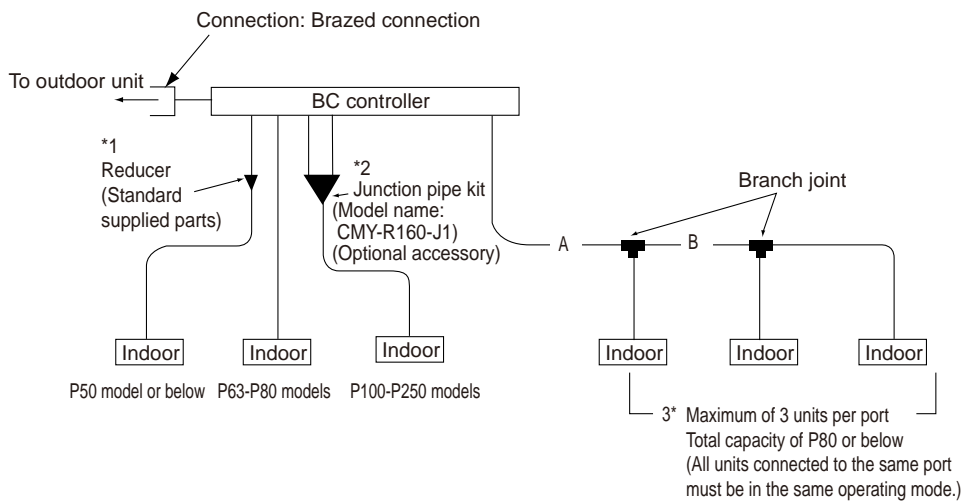 Connection: Brazed connection
To outdoor unit
BC controller
*1
Reducer
(Standard
supplied parts)
*2
Junction pipe kit
(Model name:
CMY-R160-J1)
(Optional accessory)
Branch joint
A
B
Indoor
Indoor
Indoor
Indoor
Indoor
Indoor
P50 model or below
P63-P80 models
P100-P250 models
3* Maximum of 3 units per port
Total capacity of P80 or below
(All units connected to the same port
must be in the same operating mode.)